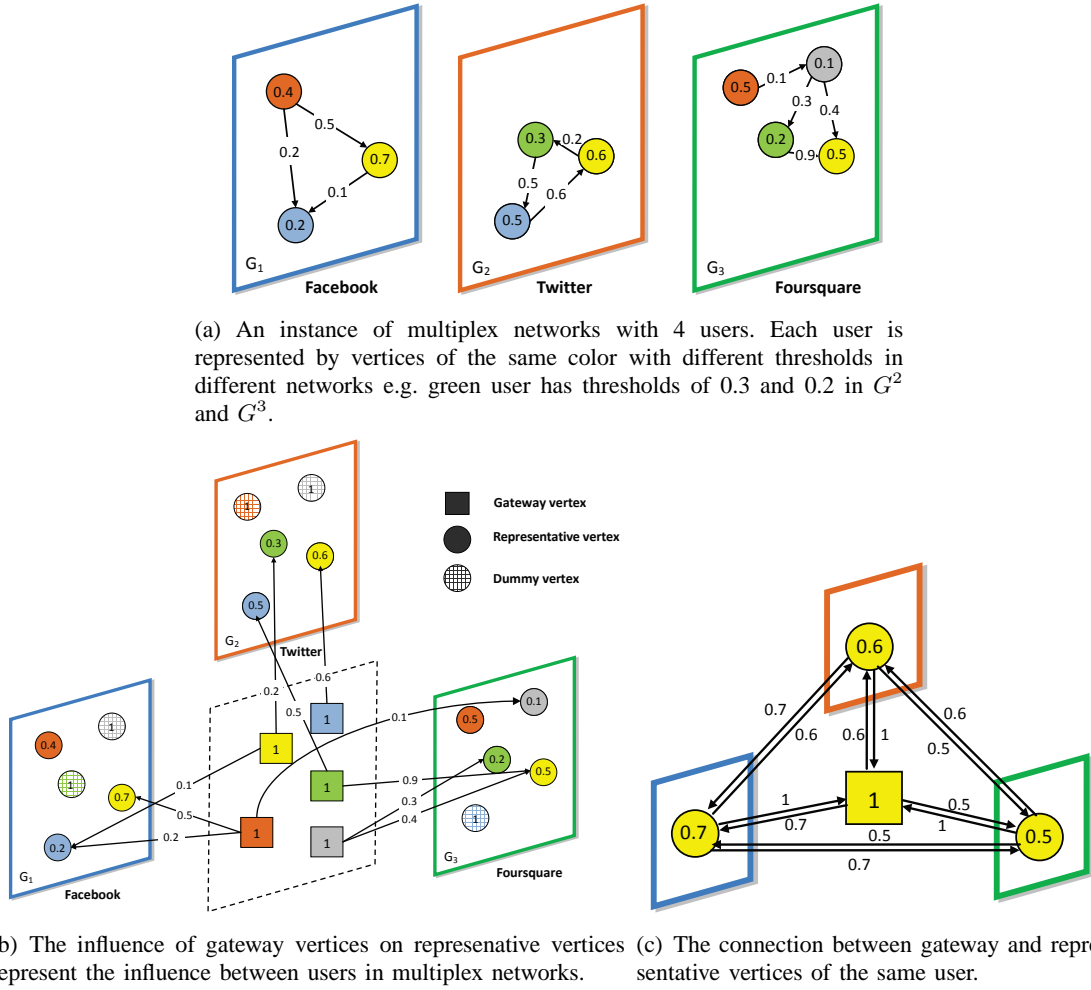 0.4
0.5
0.2
0.7
0.1
0.2
G1
Facebook
0.3
0.2
0.6
0.5
0.6
0.5
G2
Twitter
0.5
0.1
0.1
0.3
0.4
0.2
0.9
0.5
G3
Foursquare
(a) An instance of multiplex networks with 4 users. Each user is
represented by vertices of the same color with different thresholds in
different networks e.g. green user has thresholds of 0.3 and 0.2 in G2
and G3.
1
1
0.3
0.6
0.5
G2
Twitter
Gateway vertex
Representative vertex
Dummy vertex
1
0.4
1
0.7
0.2
G1
Facebook
0.1
0.5
0.2
0.2
0.6
0.5
1
1
1
1
1
0.1
0.9
0.3
0.4
0.1
0.5
0.2
0.5
1
G3
Foursquare
0.6
0.7
0.6
0.6
1
0.6
0.5
1
1
0.7
0.5
1
0.7
0.5
0.5
0.7
b) The influence of gateway vertices on represenative vertices
epresent the influence between users in multiplex networks.
(c) The connection between gateway and repre
sentative vertices of the same user.